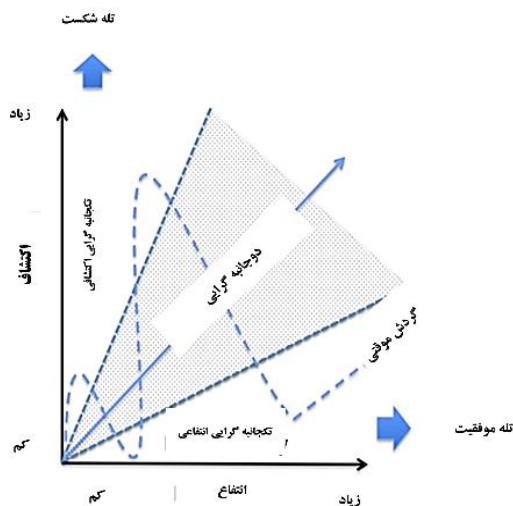 تله شکست
زیاد
تکجانبه گرایی اکتشافی
اکتشاف
دوجانبه گرایی
گردش موقتی
تکجانبه گرایی انتفاعی
تله موفقیت
کم
کم
انتفاع
زیاد